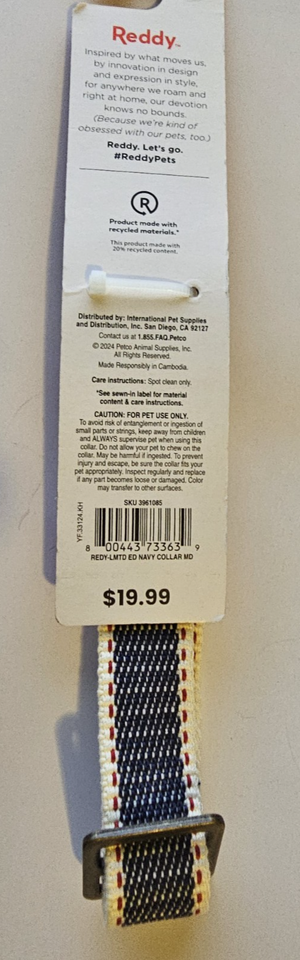 Reddy™
Inspired by what moves us,
by innovation in design
and expression in style,
for anywhere we roam and
right at home, our devotion
knows no bounds.
(Because we're kind of
obsessed with our pets, too.)
Reddy. Let's go.
#ReddyPets
R
Product made with
recycled materials.*
This product made with
20% recycled content.
Distributed by: International Pet Supplies
and Distribution, Inc. San Diego, CA 92127
Contact us at 1.855.FAQ.Petco
© 2024 Petco Animal Supplies, Inc.
All Rights Reserved.
Made Responsibly in Cambodia.
Care instructions: Spot clean only.
*See sewn-in label for material
content & care instructions.
CAUTION: FOR PET USE ONLY.
To avoid risk of entanglement or ingestion of
small parts or strings, keep away from children
and ALWAYS supervise pet when using this
collar. Do not allow your pet to chew on the
collar. May be harmful if ingested. To prevent
injury and escape, be sure the collar fits your
pet appropriately. Inspect regularly and replace
if any part becomes loose or damaged. Color
may transfer to other surfaces.
SKU 3961085
YF.33124.KH
8 00443 73363 9
REDY-LMTD ED NAVY COLLAR MD
$19.99